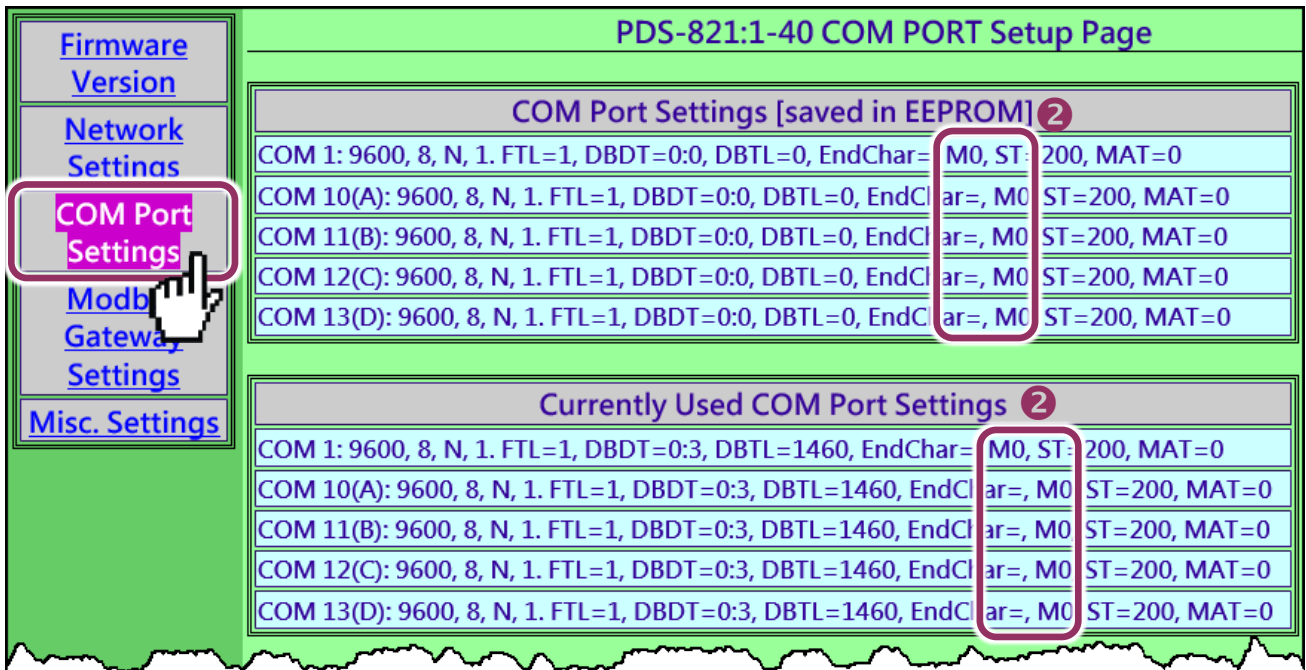 Firmware
Version
Network
Settings
COM Port
Settings
Modb
Gateway
Settings
Misc. Settings
PDS-821:1-40 COM PORT Setup Page
COM Port Settings [saved in EEPROM] 2
COM 1: 9600, 8, N, 1. FTL=1, DBDT=0:0, DBTL=0, EndChar= M0, ST= 200, MAT=0
COM 10(A): 9600, 8, N, 1. FTL=1, DBDT=0:0, DBTL=0, EndChar=, M0 ST=200, MAT=0
COM 11(B): 9600, 8, N, 1. FTL=1, DBDT=0:0, DBTL=0, EndChar=, M0 ST=200, MAT=0
COM 12(C): 9600, 8, N, 1. FTL=1, DBDT=0:0, DBTL=0, EndChar=, M0 ST=200, MAT=0
COM 13(D): 9600, 8, N, 1. FTL=1, DBDT=0:0, DBTL=0, EndChar=, M0 ST=200, MAT=0
Currently Used COM Port Settings 2
COM 1: 9600, 8, N, 1. FTL=1, DBDT=0:3, DBTL=1460, EndChar= M0, ST= 200, MAT=0
COM 10(A): 9600, 8, N, 1. FTL=1, DBDT=0:3, DBTL=1460, EndChar=, M0 ST=200, MAT=0
COM 11(B): 9600, 8, N, 1. FTL=1, DBDT=0:3, DBTL=1460, EndChar=, M0 ST=200, MAT=0
COM 12(C): 9600, 8, N, 1. FTL=1, DBDT=0:3, DBTL=1460, EndChar=, M0 ST=200, MAT=0
COM 13(D): 9600, 8, N, 1. FTL=1, DBDT=0:3, DBTL=1460, EndChar=, M0 ST=200, MAT=0